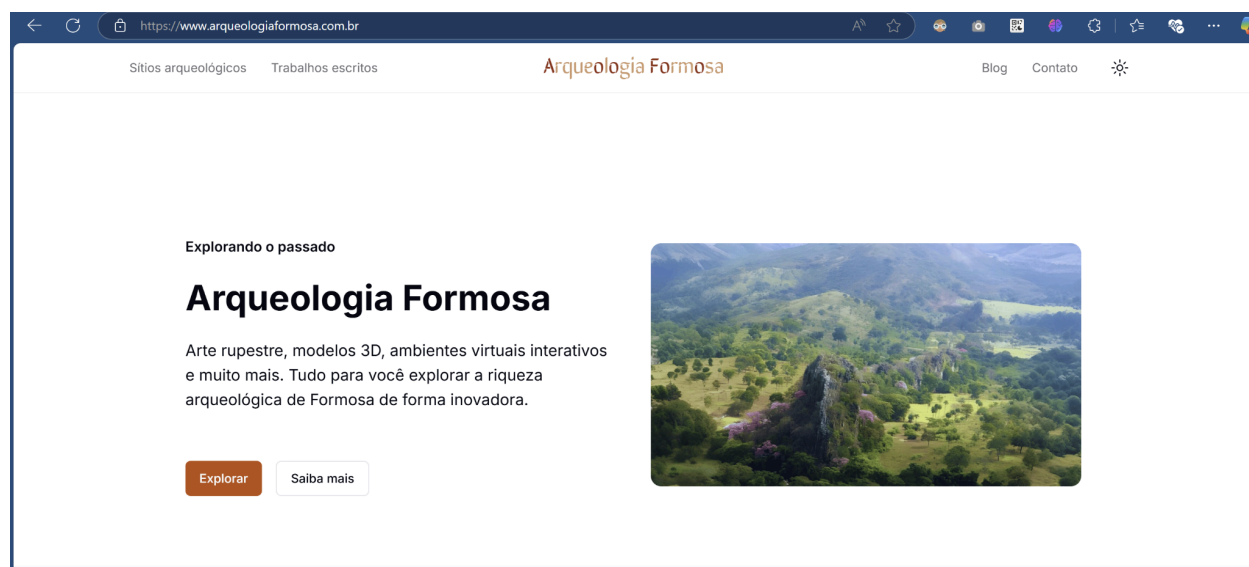 https://www.arqueologiaformosa.com.br
Sítios arqueológicos Trabalhos escritos Arqueologia Formosa Blog Contato
Explorando o passado
Arqueologia Formosa
Arte rupestre, modelos 3D, ambientes virtuais interativos
e muito mais. Tudo para você explorar a riqueza
arqueológica de Formosa de forma inovadora.
Explorar Saiba mais